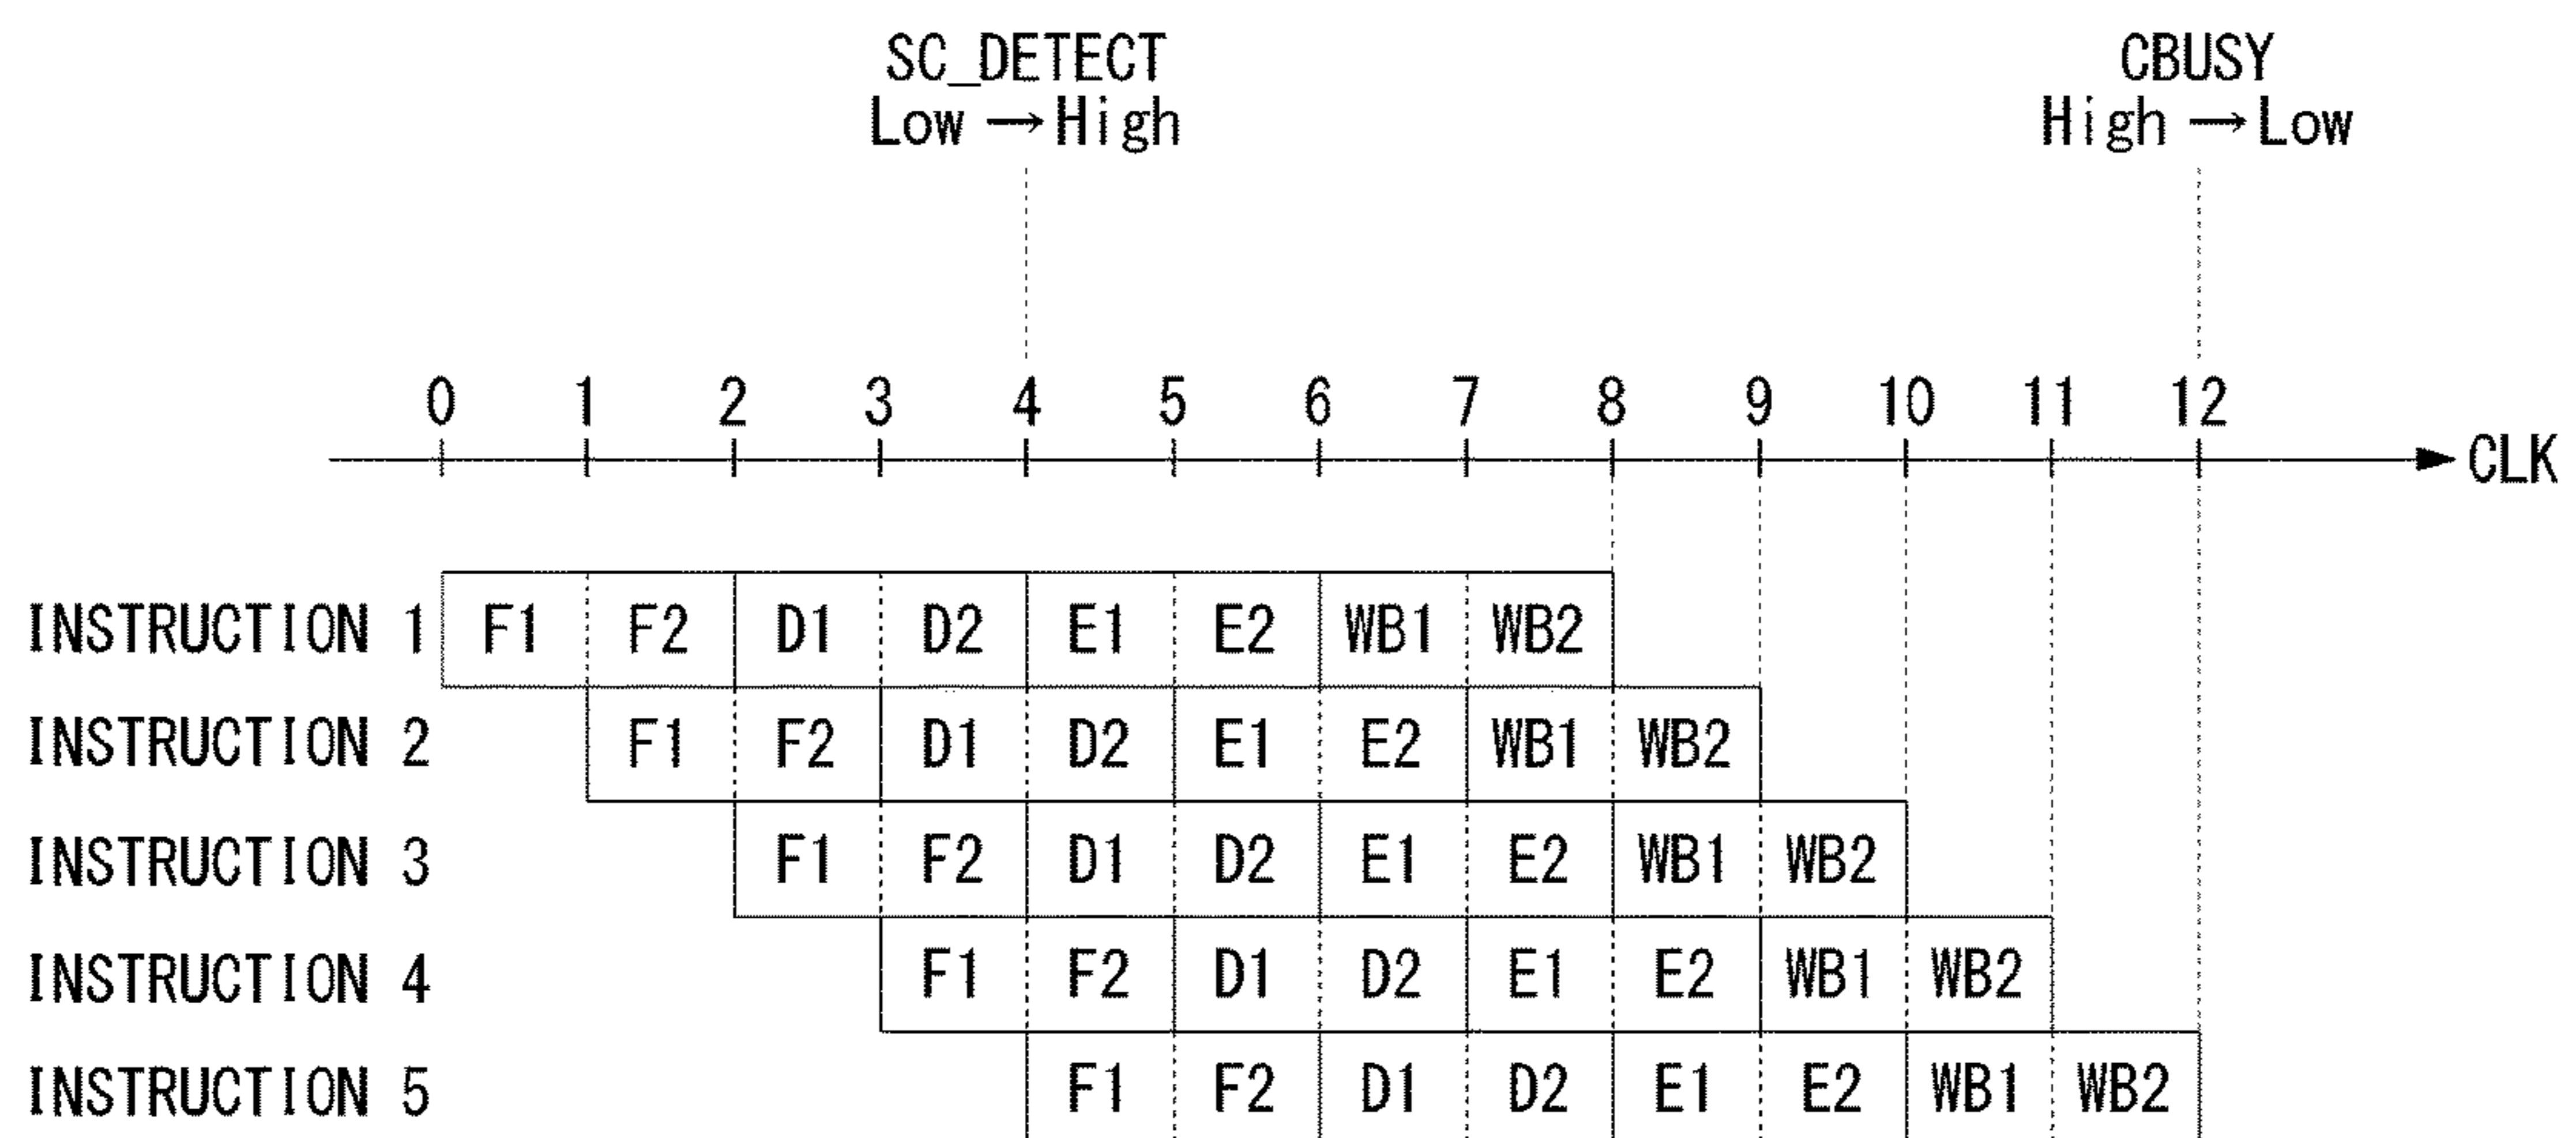 SC_DETECT
Low → High
CBUSY
High → Low
0 1 2 3 4 5 6 7 8 9 10 11 12
CLK
INSTRUCTION 1 F1 F2 D1 D2 E1 E2 WB1 WB2
INSTRUCTION 2 F1 F2 D1 D2 E1 E2 WB1 WB2
INSTRUCTION 3 F1 F2 D1 D2 E1 E2 WB1 WB2
INSTRUCTION 4 F1 F2 D1 D2 E1 E2 WB1 WB2
INSTRUCTION 5 F1 F2 D1 D2 E1 E2 WB1 WB2